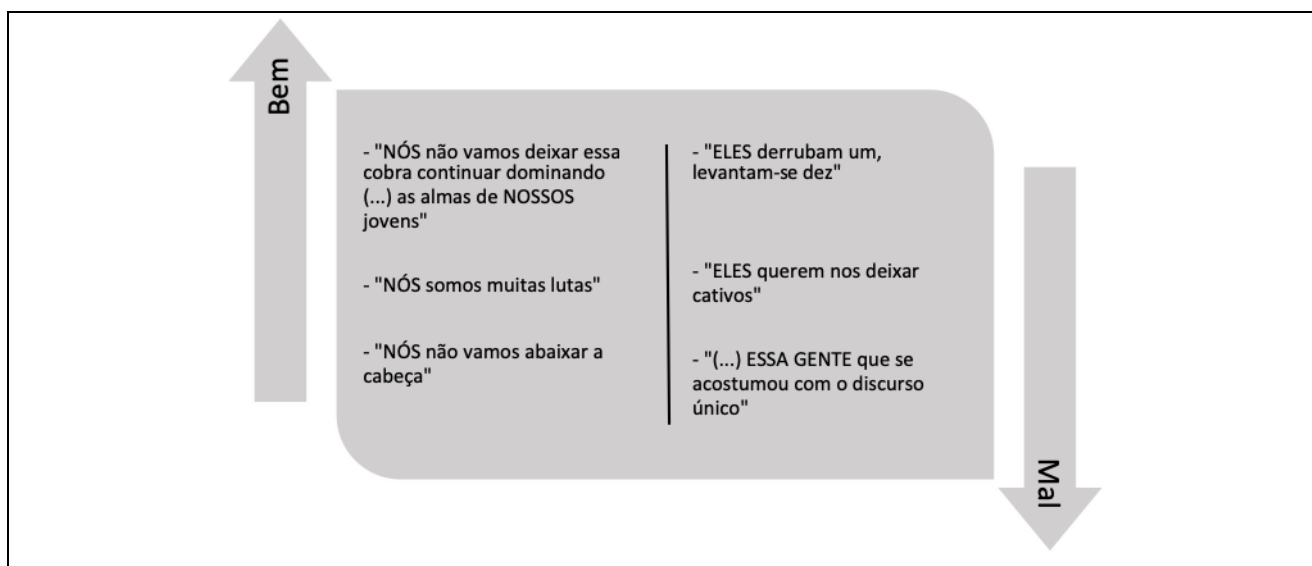 Bem
- "NÓS não vamos deixar essa
cobra continuar dominando
(...) as almas de NOSSOS
jovens"
- "NÓS somos muitas lutas"
- "NÓS não vamos abaixar a
cabeça"
- "ELES derrubam um,
levantam-se dez"
- "ELES querem nos deixar
cativos"
- "(...) ESSA GENTE que se
acostumou com o discurso
único"
Mal